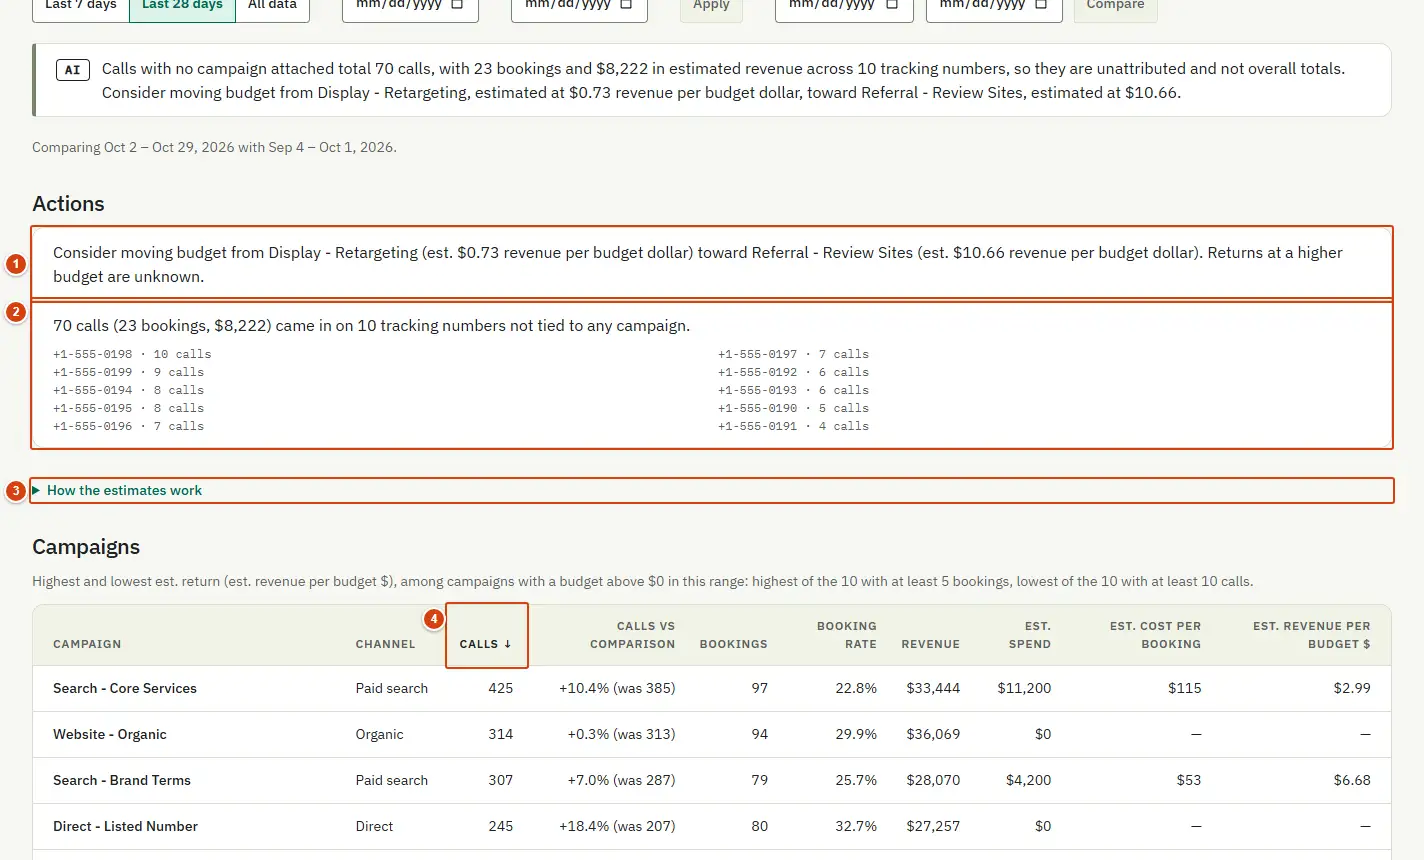 Last 7 days Last 28 days All data mm/dd/yyyy mm/dd/yyyy Apply mm/dd/yyyy mm/dd/yyyy Compare
AI Calls with no campaign attached total 70 calls, with 23 bookings and $8,222 in estimated revenue across 10 tracking numbers, so they are unattributed and not overall totals.
Consider moving budget from Display - Retargeting, estimated at $0.73 revenue per budget dollar, toward Referral - Review Sites, estimated at $10.66.
Comparing Oct 2 – Oct 29, 2026 with Sep 4 – Oct 1, 2026.
Actions
1
Consider moving budget from Display - Retargeting (est. $0.73 revenue per budget dollar) toward Referral - Review Sites (est. $10.66 revenue per budget dollar). Returns at a higher
budget are unknown.
2
70 calls (23 bookings, $8,222) came in on 10 tracking numbers not tied to any campaign.
+1-555-0198 · 10 calls
+1-555-0199 · 9 calls
+1-555-0194 · 8 calls
+1-555-0195 · 8 calls
+1-555-0196 · 7 calls
+1-555-0197 · 7 calls
+1-555-0192 · 6 calls
+1-555-0193 · 6 calls
+1-555-0190 · 5 calls
+1-555-0191 · 4 calls
3
▶ How the estimates work
Campaigns
Highest and lowest est. return (est. revenue per budget $), among campaigns with a budget above $0 in this range: highest of the 10 with at least 5 bookings, lowest of the 10 with at least 10 calls.
4
CAMPAIGN CHANNEL CALLS ↓ CALLS VS COMPARISON BOOKINGS BOOKING RATE REVENUE EST. SPEND EST. COST PER BOOKING EST. REVENUE PER BUDGET $
Search - Core Services Paid search 425 +10.4% (was 385) 97 22.8% $33,444 $11,200 $115 $2.99
Website - Organic Organic 314 +0.3% (was 313) 94 29.9% $36,069 $0 — —
Search - Brand Terms Paid search 307 +7.0% (was 287) 79 25.7% $28,070 $4,200 $53 $6.68
Direct - Listed Number Direct 245 +18.4% (was 207) 80 32.7% $27,257 $0 — —